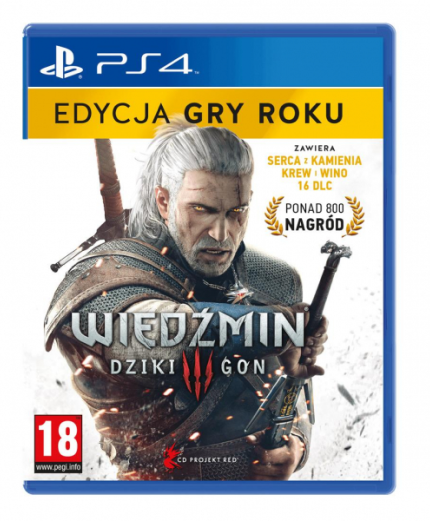 PS4
EDYCJA GRY ROKU
ZAWIERA
SERCA Z KAMIENIA
KREW I WINO
16 DLC
PONAD 800
NAGRÓD
WIEDŹMIN
DZIKI III GON
18
www.pegi.info
CD PROJEKT RED